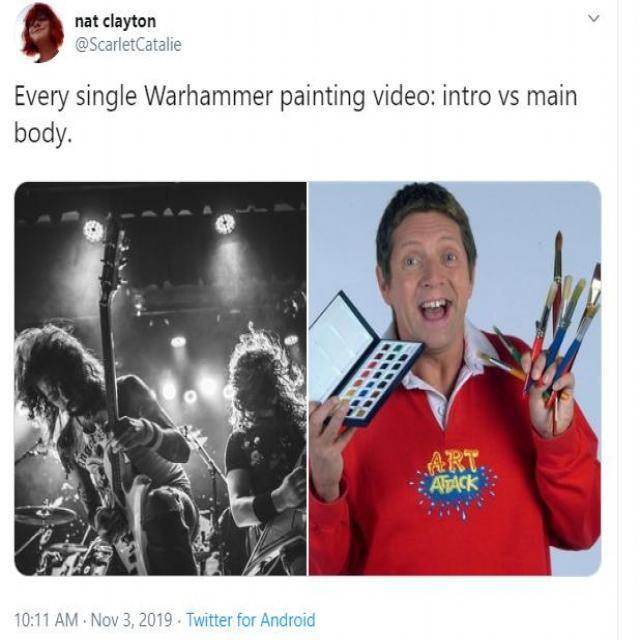 nat clayton
@ScarletCatalie
Every single Warhammer painting video: intro vs main
body.
ART
ATTACK
10:11 AM · Nov 3, 2019 · Twitter for Android